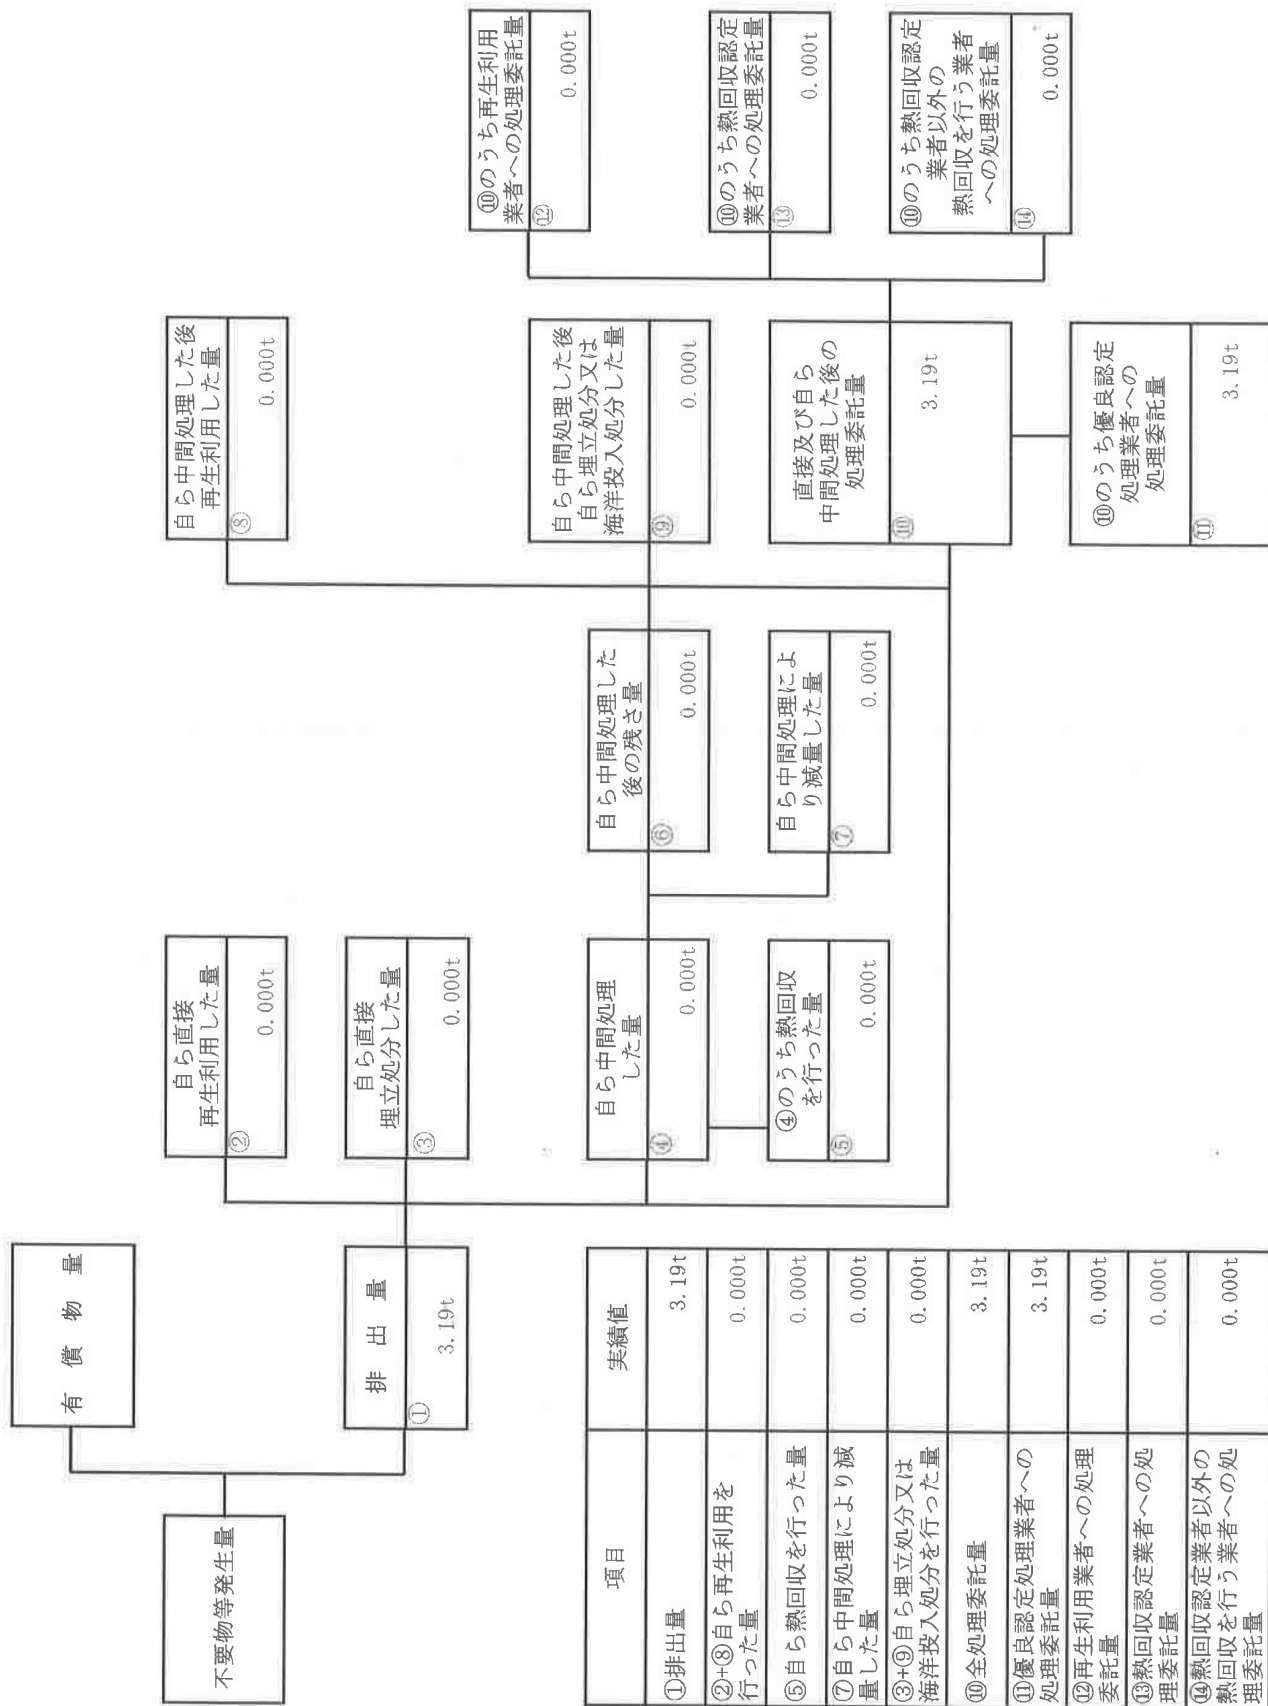 不要物等発生量
有 償 物 量
排 出 量
①
3.19t
自ら直接
再生利用した量
②
0.000t
自ら直接
埋立処分した量
③
0.000t
自ら中間処理
した量
④
0.000t
④のうち熱回収
を行った量
⑤
0.000t
自ら中間処理した
後の残さ量
⑥
0.000t
自ら中間処理によ
り減量した量
⑦
0.000t
自ら中間処理した後
再生利用した量
⑧
0.000t
自ら中間処理した後
自ら埋立処分又は
海洋投入処分した量
⑨
0.000t
直接及び自ら
中間処理した後の
処理委託量
⑩
3.19t
⑩のうち優良認定
処理業者への
処理委託量
⑪
3.19t
⑩のうち再生利用
業者への処理委託量
⑫
0.000t
⑩のうち熱回収認定
業者への処理委託量
⑬
0.000t
⑩のうち熱回収認定
業者以外の
熱回収を行う業者
への処理委託量
⑭
0.000t
項目 実績値
①排出量 3.19t
②+⑧自ら再生利用を
行った量 0.000t
⑤自ら熱回収を行った量 0.000t
⑦自ら中間処理により減
量した量 0.000t
③+⑨自ら埋立処分又は
海洋投入処分を行った量 0.000t
⑩全処理委託量 3.19t
⑪優良認定処理業者への
処理委託量 3.19t
⑫再生利用業者への処理
委託量 0.000t
⑬熱回収認定業者への処
理委託量 0.000t
⑭熱回収認定業者以外の
熱回収を行う業者への処
理委託量 0.000t